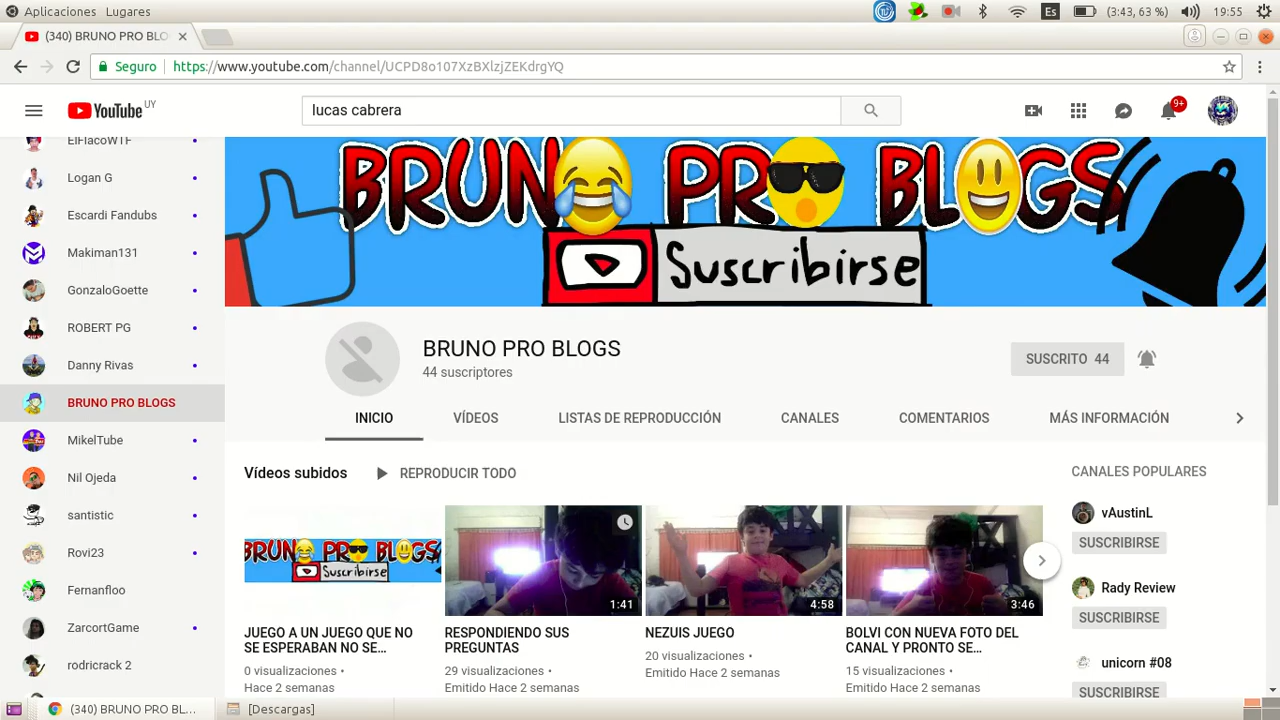 Aplicaciones Lugares
Es (3:43, 63 %) 19:55
(340) BRUNO PRO BLO
Seguro https://www.youtube.com/channel/UCPD8o107XzBXlzjZEKdrgYQ
YouTube UY
lucas cabrera
9+
ElFlacoWTF
Logan G
Escardi Fandubs
Makiman131
GonzaloGoette
ROBERT PG
Danny Rivas
BRUNO PRO BLOGS
MikelTube
Nil Ojeda
santistic
Rovi23
Fernanfloo
ZarcortGame
rodricrack 2
BRUNO PRO BLOGS
Suscribirse
BRUNO PRO BLOGS
44 suscriptores
SUSCRITO 44
INICIO VÍDEOS LISTAS DE REPRODUCCIÓN CANALES COMENTARIOS MÁS INFORMACIÓN
Vídeos subidos REPRODUCIR TODO
BRUNO PRO BLOGS
Suscribirse
JUEGO A UN JUEGO QUE NO
SE ESPERABAN NO SE…
0 visualizaciones •
Hace 2 semanas
1:41
RESPONDIENDO SUS
PREGUNTAS
29 visualizaciones •
Emitido Hace 2 semanas
4:58
NEZUIS JUEGO
20 visualizaciones •
Emitido Hace 2 semanas
3:46
BOLVI CON NUEVA FOTO DEL
CANAL Y PRONTO SE…
15 visualizaciones •
Emitido Hace 2 semanas
CANALES POPULARES
vAustinL
SUSCRIBIRSE
Rady Review
SUSCRIBIRSE
unicorn #08
SUSCRIBIRSE
(340) BRUNO PRO BL...
[Descargas]